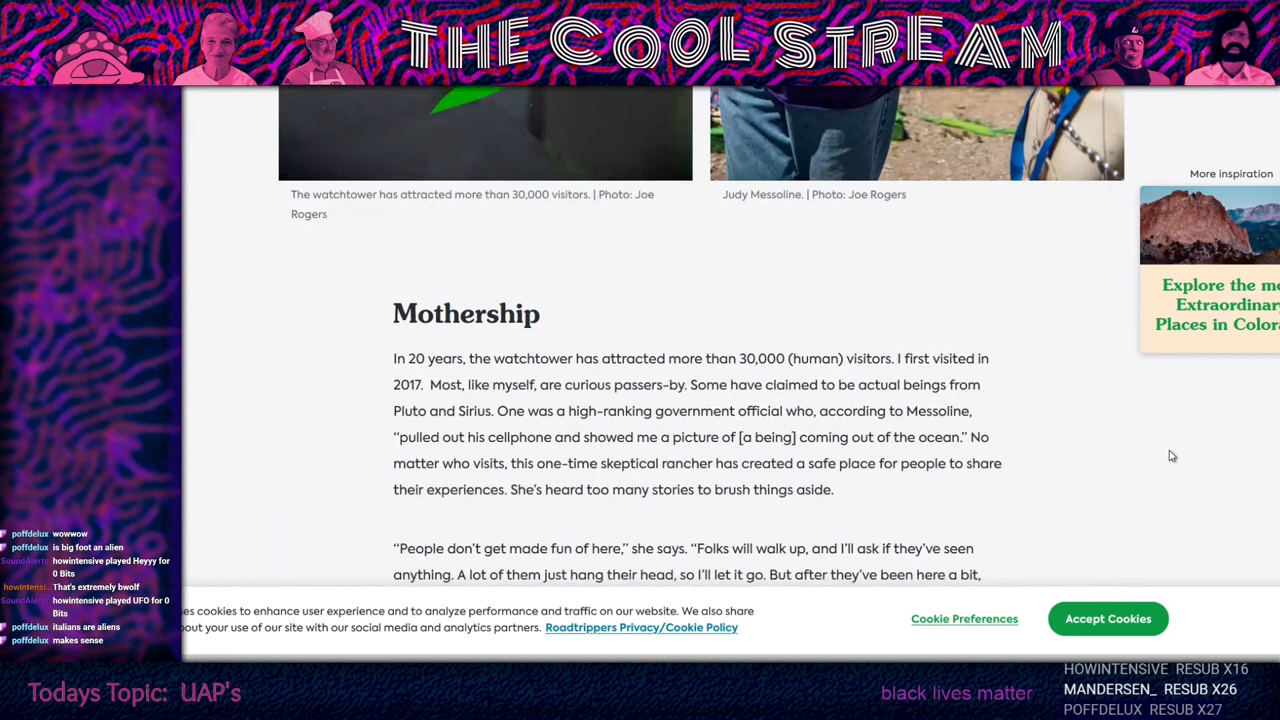 THE COOL STREAM
The watchtower has attracted more than 30,000 visitors. | Photo: Joe
Rogers
Judy Messoline. | Photo: Joe Rogers
More inspiration
Explore the mo
Extraordinary
Places in Color
Mothership
In 20 years, the watchtower has attracted more than 30,000 (human) visitors. I first visited in
2017.  Most, like myself, are curious passers-by. Some have claimed to be actual beings from
Pluto and Sirius. One was a high-ranking government official who, according to Messoline,
“pulled out his cellphone and showed me a picture of [a being] coming out of the ocean.” No
matter who visits, this one-time skeptical rancher has created a safe place for people to share
their experiences. She’s heard too many stories to brush things aside.
“People don’t get made fun of here,” she says. “Folks will walk up, and I’ll ask if they’ve seen
anything. A lot of them just hang their head, so I’ll let it go. But after they’ve been here a bit,
poffdelux wowwow
poffdelux is big foot an alien
SoundAlerts howintensive played Heyyy for
0 Bits
howintensi... That's extremely bwolf
SoundAlerts howintensive played UFO for 0
Bits
poffdelux italians are aliens
poffdelux makes sense
es cookies to enhance user experience and to analyze performance and traffic on our website. We also share
bout your use of our site with our social media and analytics partners. Roadtrippers Privacy/Cookie Policy
Cookie Preferences
Accept Cookies
Todays Topic:  UAP's
black lives matter
HOWINTENSIVE  RESUB X16
MANDERSEN_  RESUB X26
POFFDELUX  RESUB X27